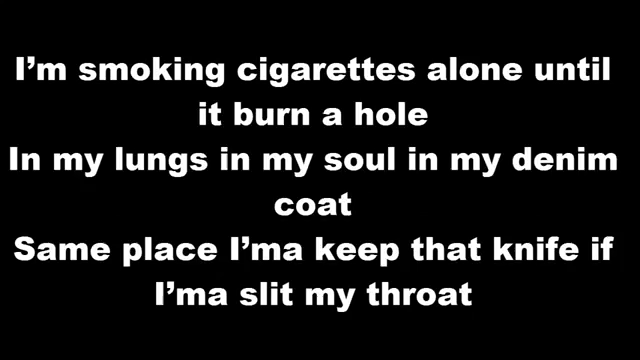 I’m smoking cigarettes alone until
it burn a hole
In my lungs in my soul in my denim
coat
Same place I’ma keep that knife if
I’ma slit my throat